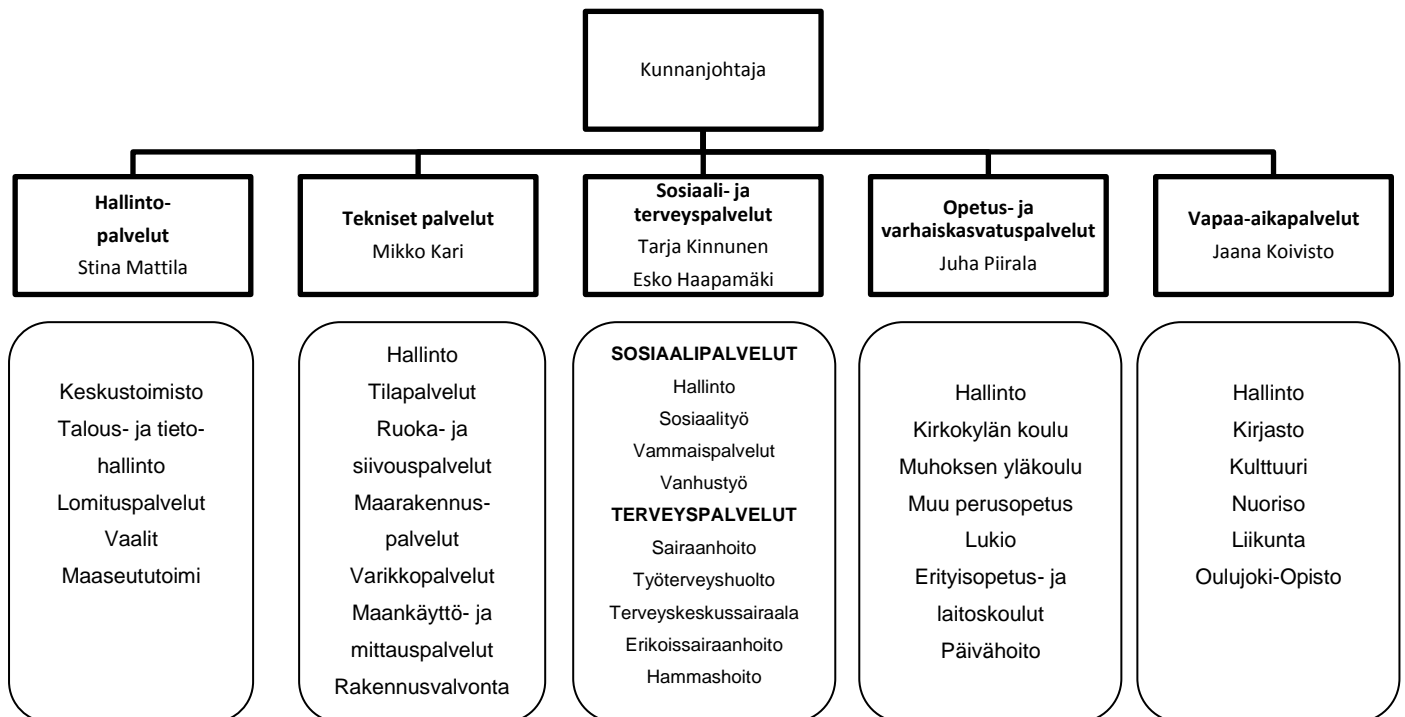 Kunnanjohtaja
Hallinto-
palvelut
Stina Mattila
Tekniset palvelut
Mikko Kari
Sosiaali- ja
terveyspalvelut
Tarja Kinnunen
Esko Haapamäki
Opetus- ja
varhaiskasvatuspalvelut
Juha Piirala
Vapaa-aikapalvelut
Jaana Koivisto
Keskustoimisto
Talous- ja tieto-
hallinto
Lomituspalvelut
Vaalit
Maaseututoimi
Hallinto
Tilapalvelut
Ruoka- ja
siivouspalvelut
Maarakennus-
palvelut
Varikkopalvelut
Maankäyttö- ja
mittauspalvelut
Rakennusvalvonta
SOSIAALIPALVELUT
Hallinto
Sosiaalityö
Vammaispalvelut
Vanhustyö
TERVEYSPALVELUT
Sairaanhoito
Työterveyshuolto
Terveyskeskussairaala
Erikoissairaanhoito
Hammashoito
Hallinto
Kirkokylän koulu
Muhoksen yläkoulu
Muu perusopetus
Lukio
Erityisopetus- ja
laitoskoulut
Päivähoito
Hallinto
Kirjasto
Kulttuuri
Nuoriso
Liikunta
Oulujoki-Opisto